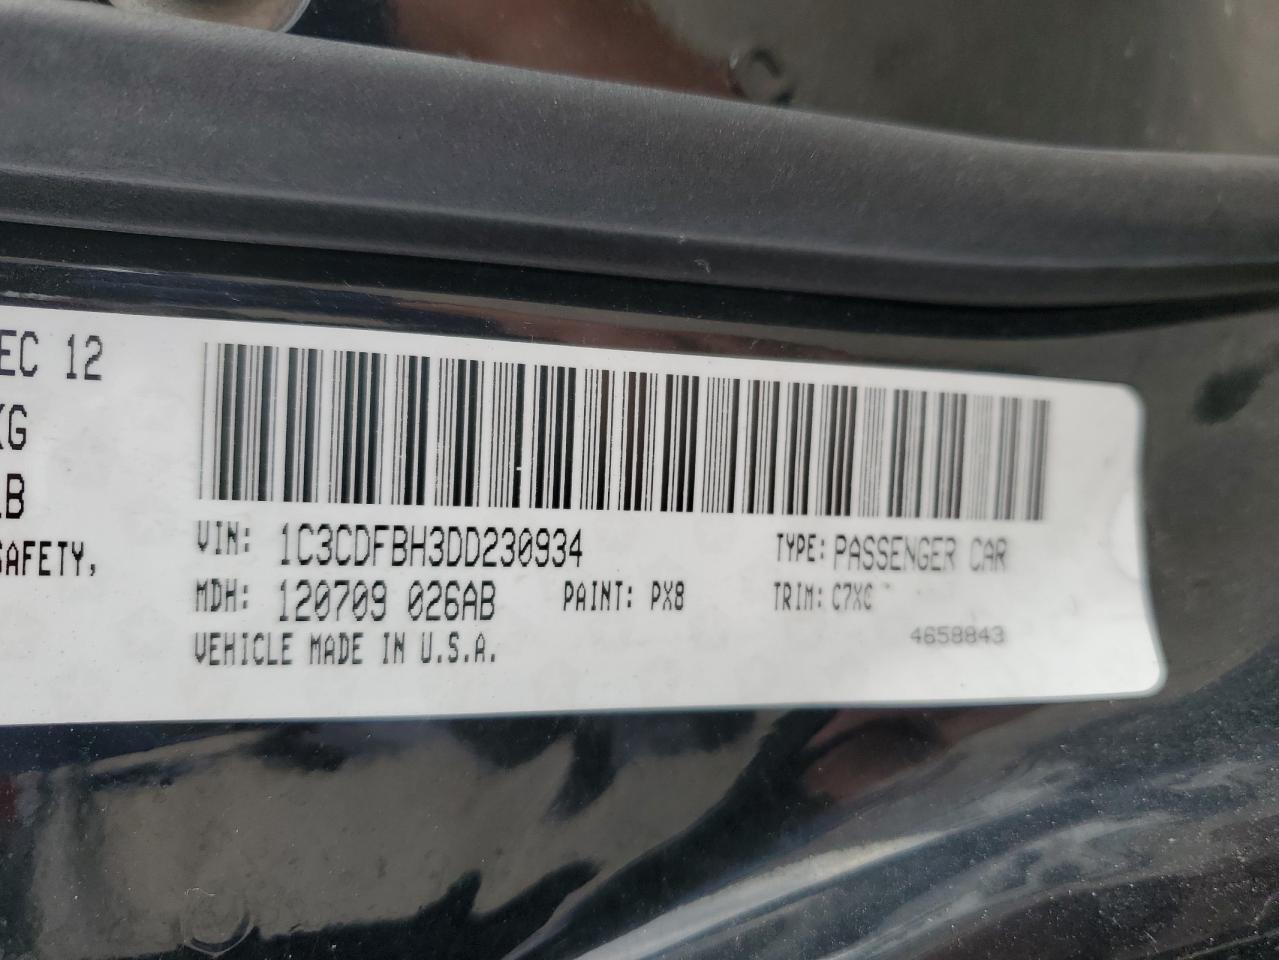 EC 12
KG
LB
SAFETY,
VIN: 1C3CDFBH3DD230934 TYPE: PASSENGER CAR
MDH: 120709 026AB PAINT: PX8 TRIM: C7XC
VEHICLE MADE IN U.S.A.
4658843